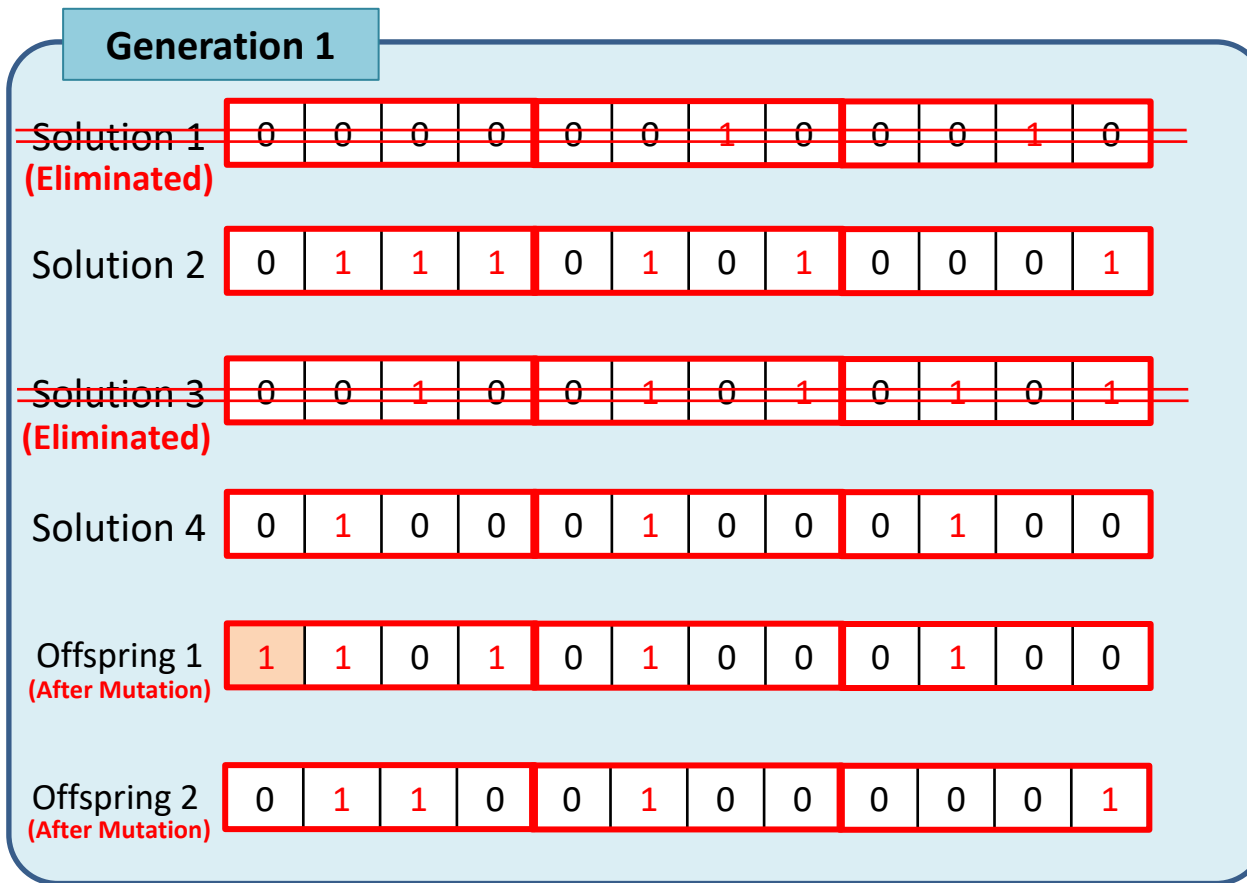 Generation 1
Solution 1 0 0 0 0 0 0 1 0 0 0 1 0
(Eliminated)
Solution 2 0 1 1 1 0 1 0 1 0 0 0 1
Solution 3 0 0 1 0 0 1 0 1 0 1 0 1
(Eliminated)
Solution 4 0 1 0 0 0 1 0 0 0 1 0 0
Offspring 1 1 1 0 1 0 1 0 0 0 1 0 0
(After Mutation)
Offspring 2 0 1 1 0 0 1 0 0 0 0 0 1
(After Mutation)